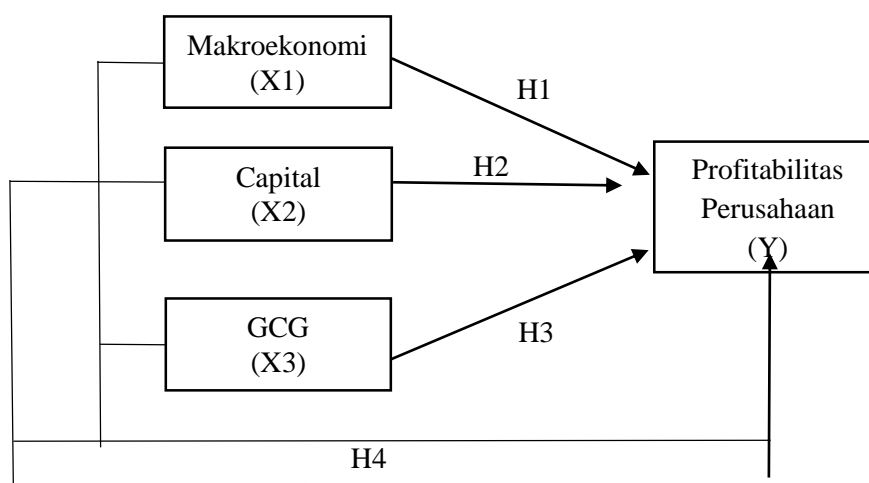 Makroekonomi
(X1)
H1
Capital
(X2)
H2
Profitabilitas
Perusahaan
(Y)
GCG
(X3)
H3
H4